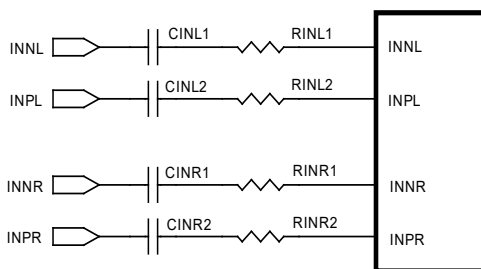 INNL CINL1 RINL1 INNL
INPL CINL2 RINL2 INPL
INNR CINR1 RINR1 INNR
INPR CINR2 RINR2 INPR